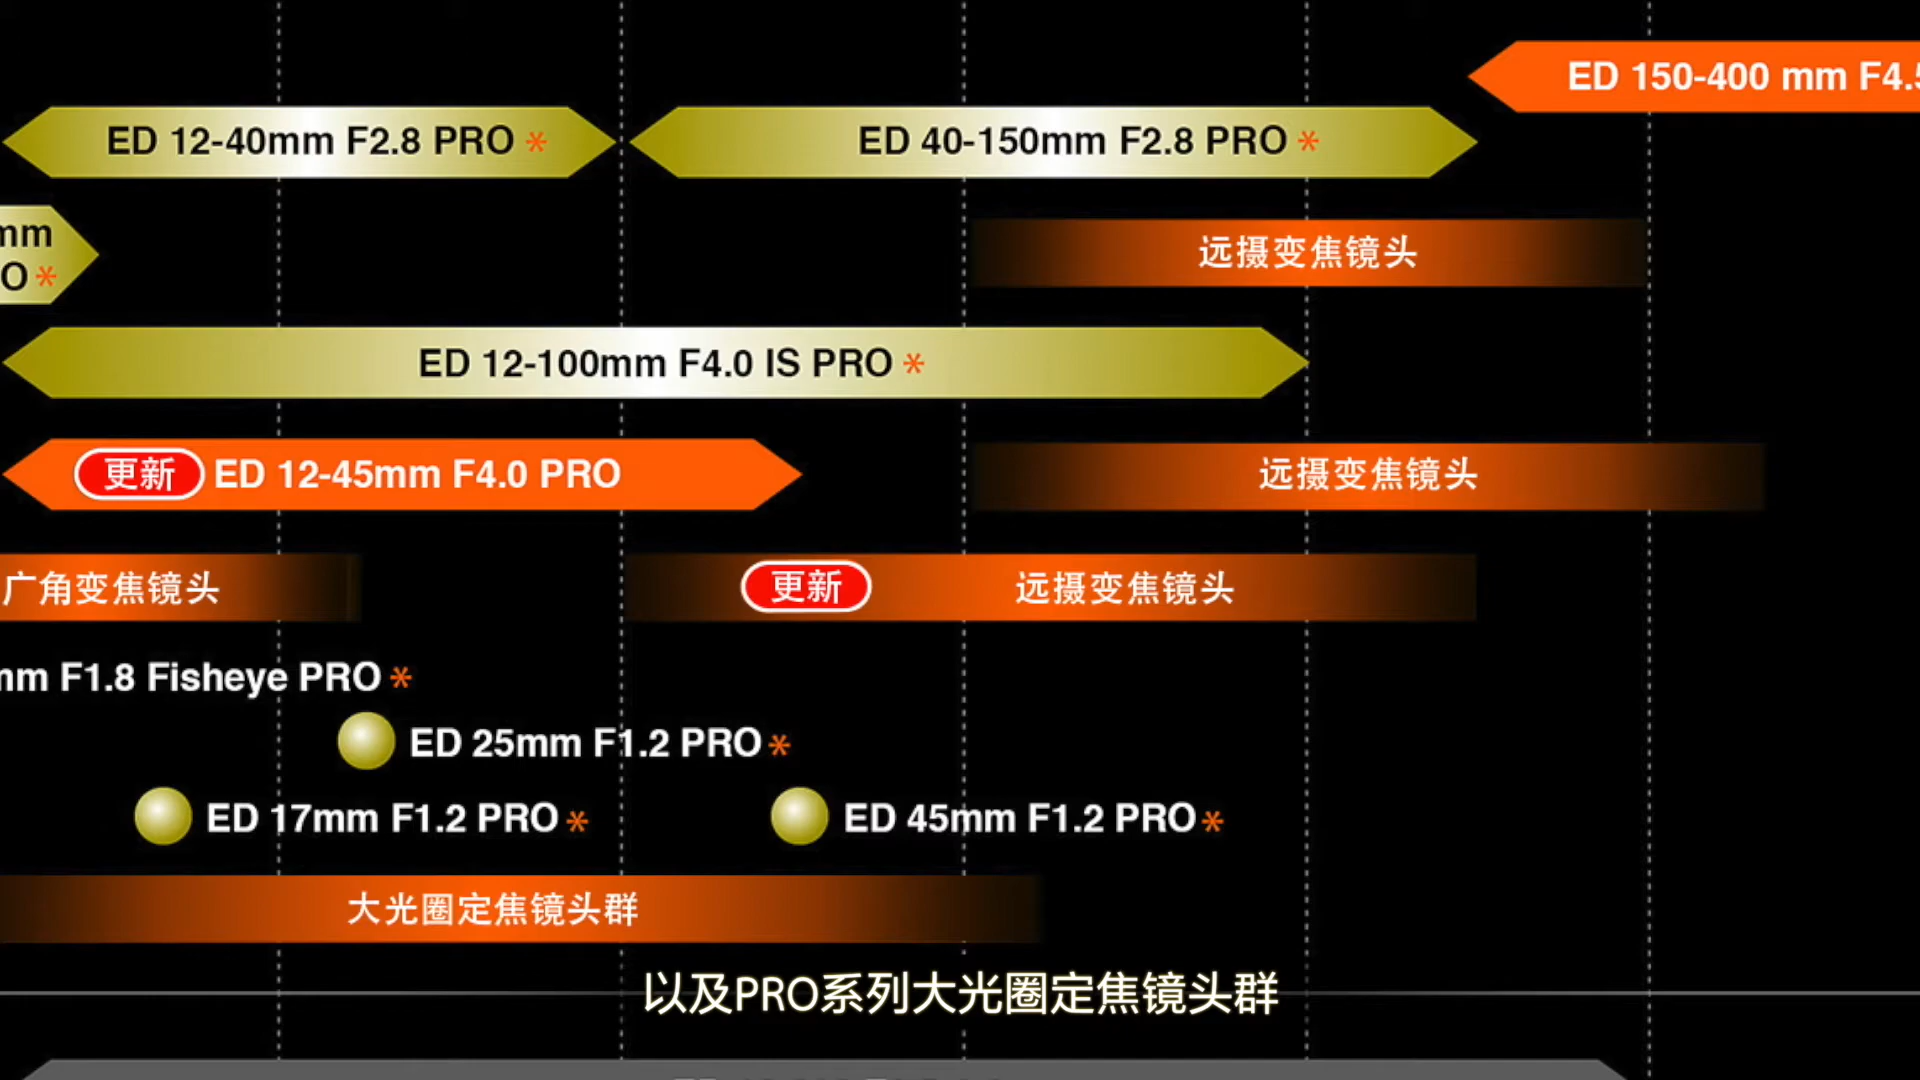 ED 150-400 mm F4.5
ED 12-40mm F2.8 PRO *
ED 40-150mm F2.8 PRO *
mm
O *
远摄变焦镜头
ED 12-100mm F4.0 IS PRO *
更新 ED 12-45mm F4.0 PRO
远摄变焦镜头
广角变焦镜头
更新 远摄变焦镜头
mm F1.8 Fisheye PRO *
ED 25mm F1.2 PRO *
ED 17mm F1.2 PRO *
ED 45mm F1.2 PRO *
大光圈定焦镜头群
以及PRO系列大光圈定焦镜头群